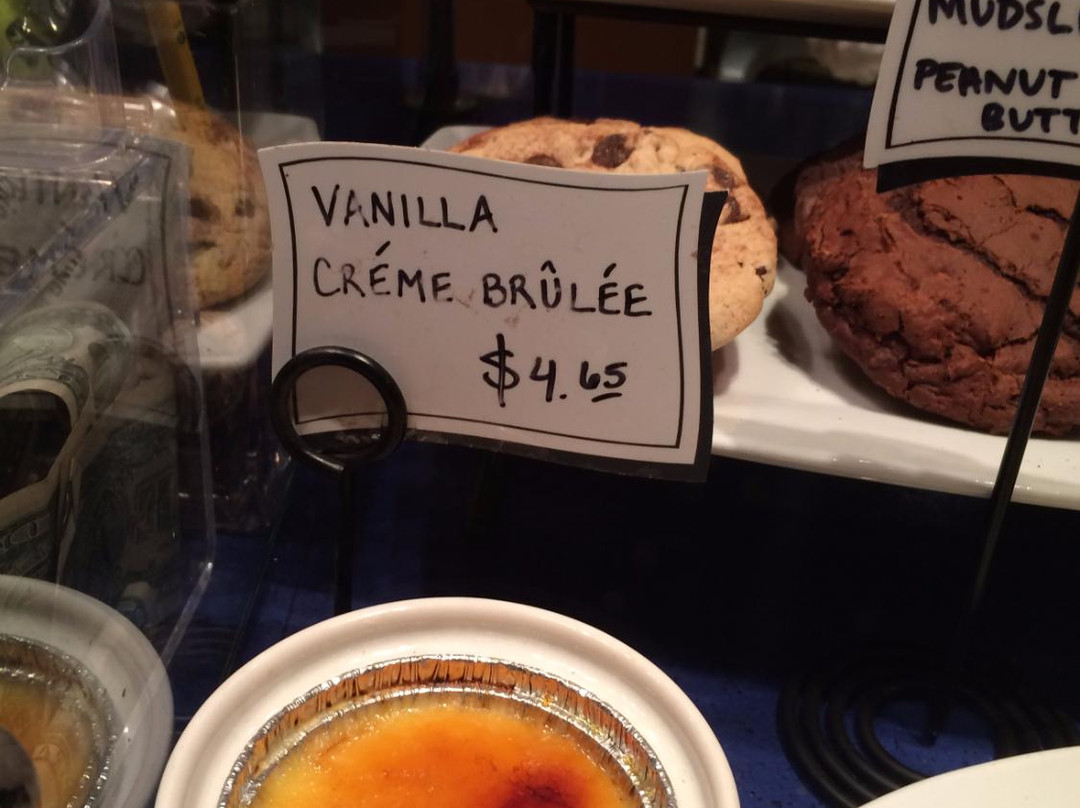 VANILLA
CRÉME BRÛLÉE
$4.65
MUDSL
PEANUT
BUTT